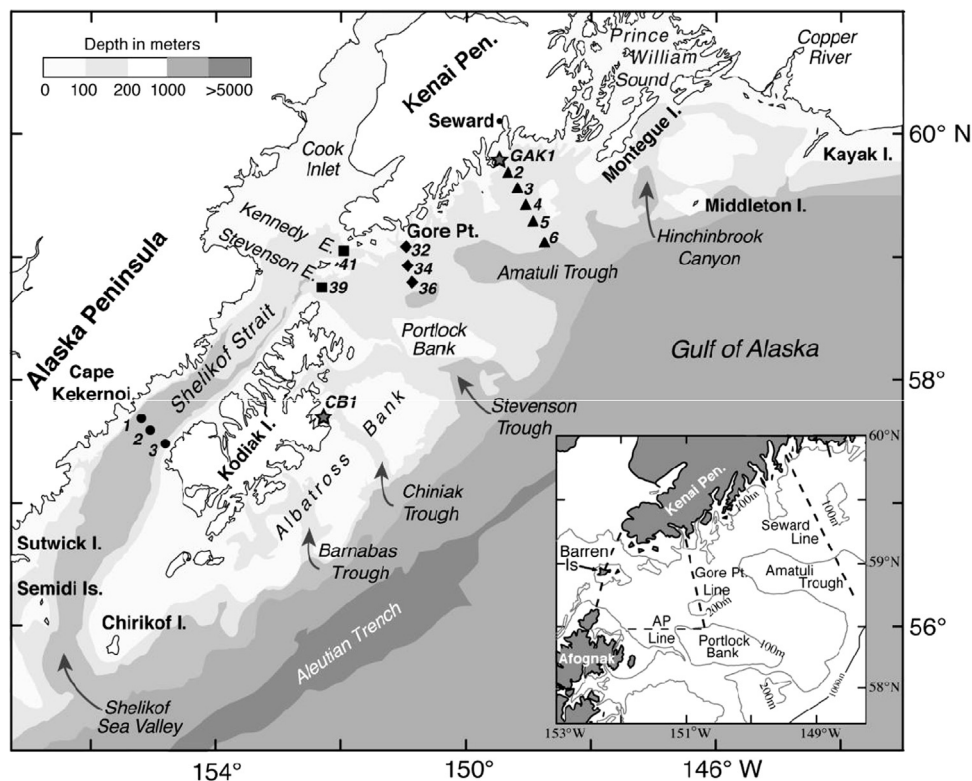 Depth in meters
0 100 200 1000 >5000
Prince
William
Sound
Copper
River
Kenai Pen.
Seward
GAK1
2
3
4
5
6
Montegue I.
60° N
Kayak I.
Middleton I.
Hinchinbrook
Canyon
Cook
Inlet
Kennedy E.
Stevenson E.
41
39
Gore Pt.
32
34
36
Amatuli Trough
Alaska Peninsula
Shelikof Strait
Portlock
Bank
Gulf of Alaska
58°
Cape
Kekernoi
1
2
3
CB1
Kodiak I.
Albatross Bank
Stevenson
Trough
Chiniak
Trough
Barnabas
Trough
Sutwick I.
Semidi Is.
Chirikof I.
Aleutian Trench
Shelikof
Sea Valley
56°
154°
150°
146° W
60°N
Kenai Pen.
100m
100m
Seward
Line
Barren
Is
59°N
Gore Pt.
Line
Amatuli
Trough
200m
AP
Line
Portlock
Bank
100m
Afognak
200m
1000m
58°N
153°W
151°W
149°W